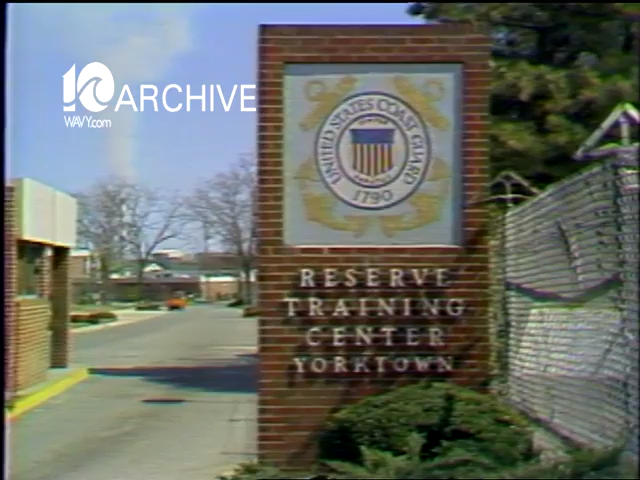 10 ARCHIVE
WAVY.com
UNITED STATES COAST GUARD
1790
RESERVE
TRAINING
CENTER
YORKTOWN